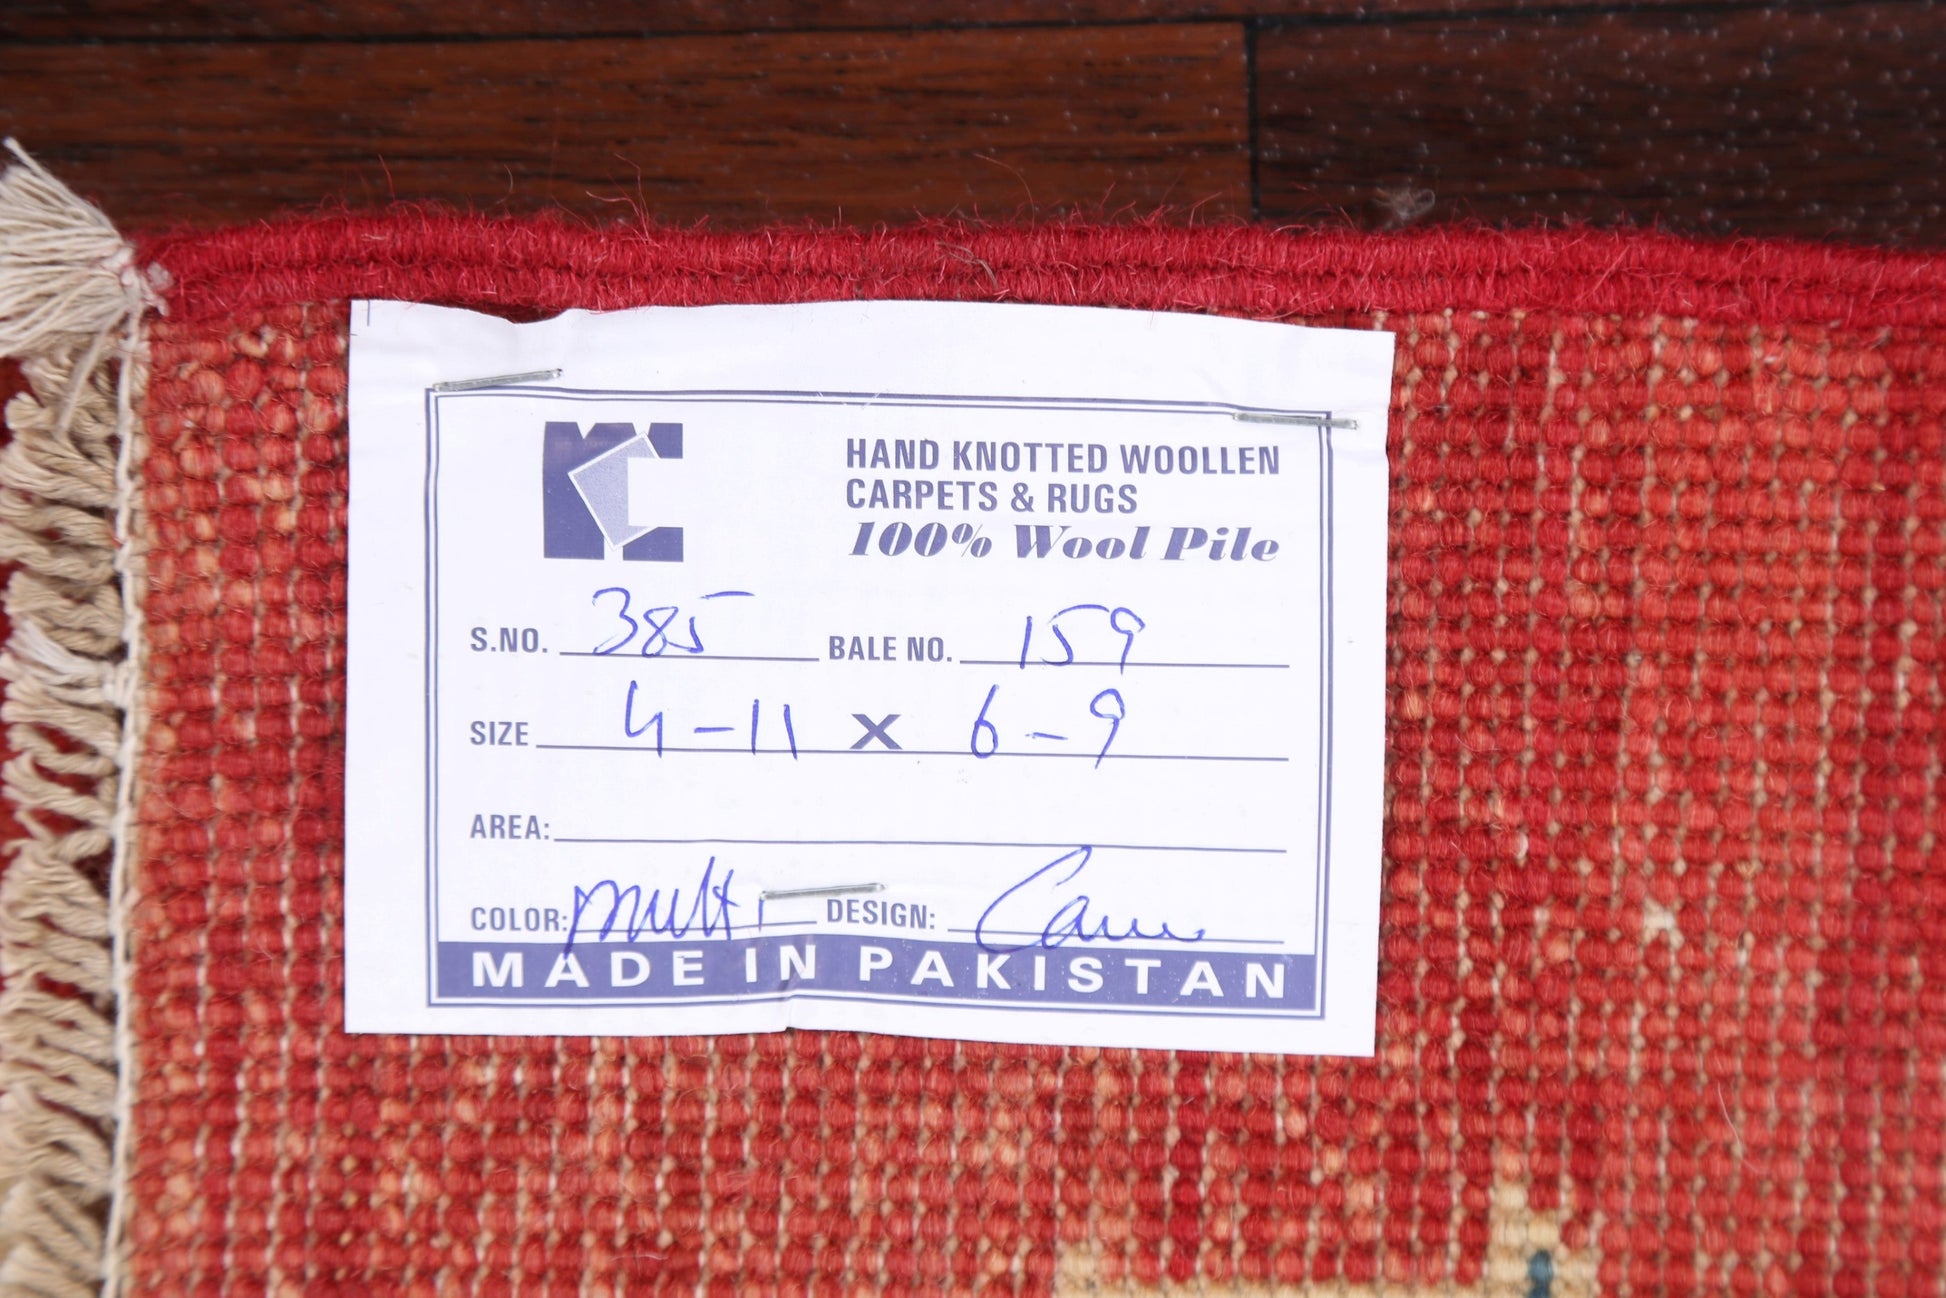 HAND KNOTTED WOOLLEN
CARPETS & RUGS
100% Wool Pile
S.NO. 385 BALE NO. 159
SIZE 4-11 X 6-9
AREA:
COLOR: multi DESIGN:
MADE IN PAKISTAN